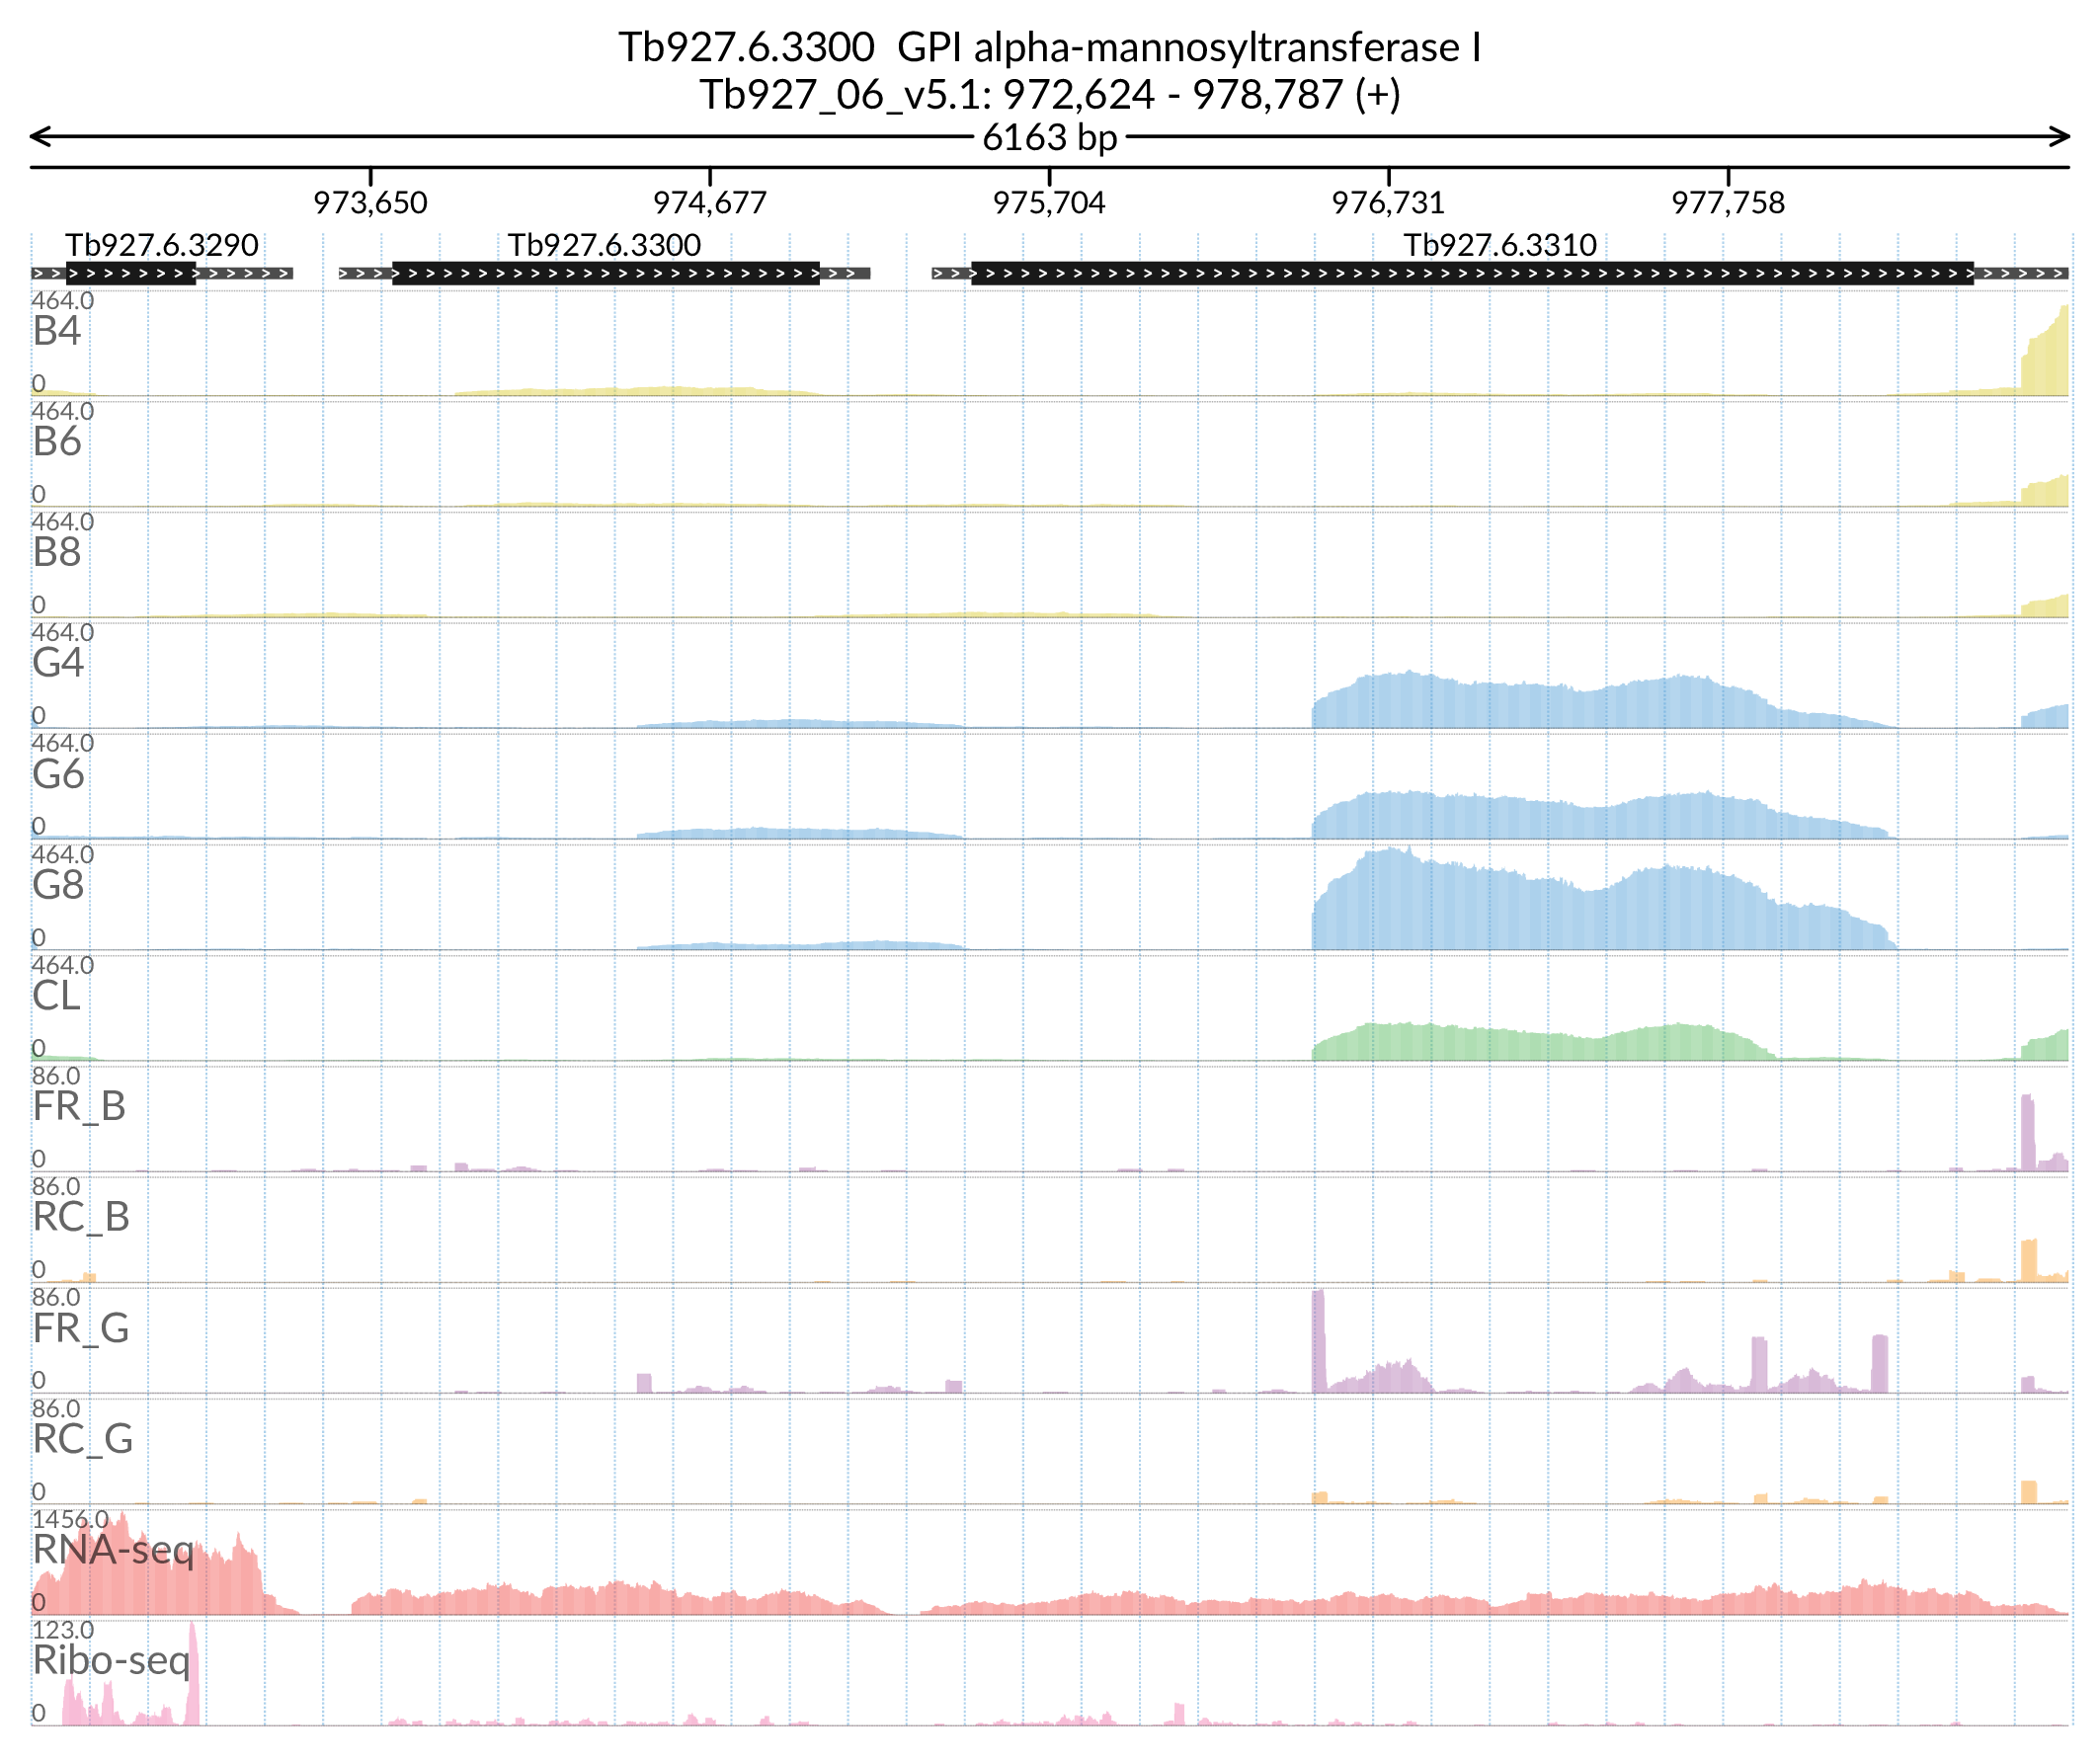 Tb927.6.3300  GPI alpha-mannosyltransferase I
Tb927_06_v5.1: 972,624 - 978,787 (+)
6163 bp
973,650 974,677 975,704 976,731 977,758
Tb927.6.3290 Tb927.6.3300 Tb927.6.3310
464.0
B4
0
464.0
B6
0
464.0
B8
0
464.0
G4
0
464.0
G6
0
464.0
G8
0
464.0
CL
0
86.0
FR_B
0
86.0
RC_B
0
86.0
FR_G
0
86.0
RC_G
0
1456.0
RNA-seq
0
123.0
Ribo-seq
0